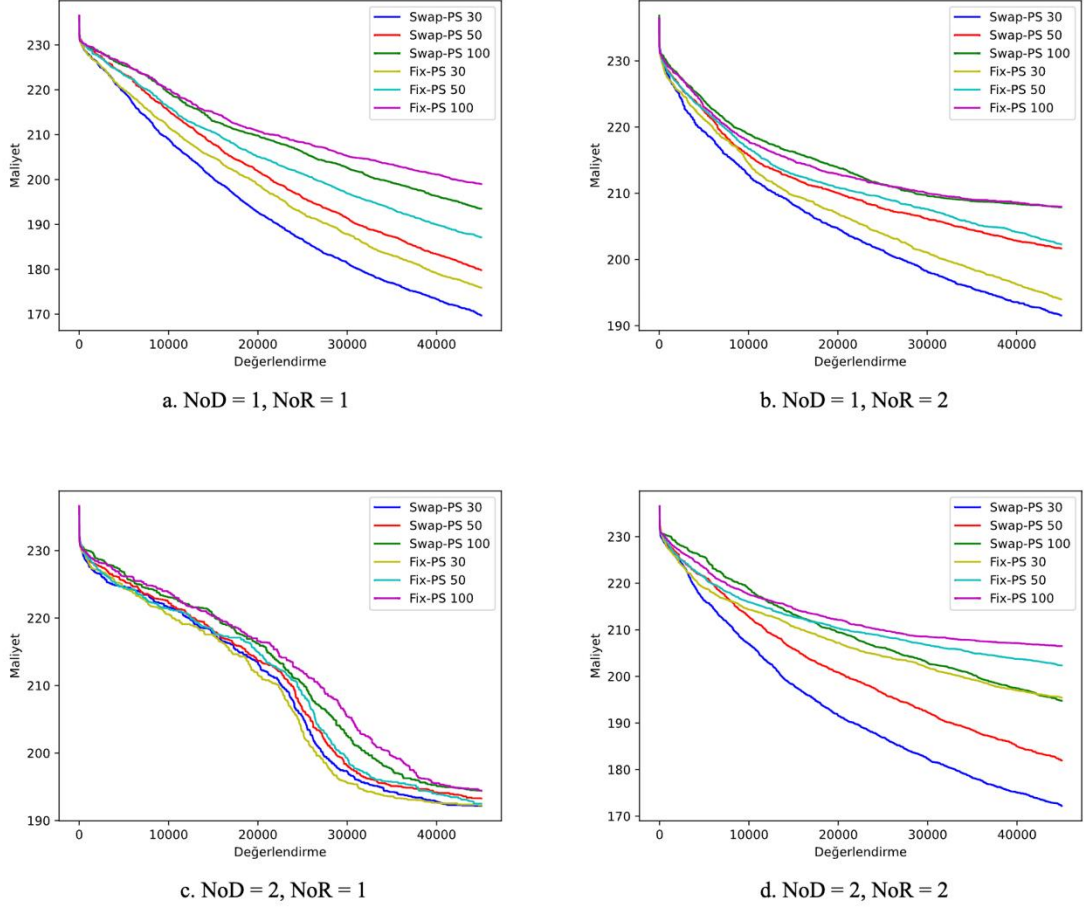 Swap-PS 30
Swap-PS 50
Swap-PS 100
Fix-PS 30
Fix-PS 50
Fix-PS 100
230
220
210
200
190
180
170
Maliyet
0 10000 20000 30000 40000
Değerlendirme
a. NoD = 1, NoR = 1
Swap-PS 30
Swap-PS 50
Swap-PS 100
Fix-PS 30
Fix-PS 50
Fix-PS 100
230
220
210
200
190
Maliyet
0 10000 20000 30000 40000
Değerlendirme
b. NoD = 1, NoR = 2
Swap-PS 30
Swap-PS 50
Swap-PS 100
Fix-PS 30
Fix-PS 50
Fix-PS 100
230
220
210
200
190
Maliyet
0 10000 20000 30000 40000
Değerlendirme
c. NoD = 2, NoR = 1
Swap-PS 30
Swap-PS 50
Swap-PS 100
Fix-PS 30
Fix-PS 50
Fix-PS 100
230
220
210
200
190
180
170
Maliyet
0 10000 20000 30000 40000
Değerlendirme
d. NoD = 2, NoR = 2